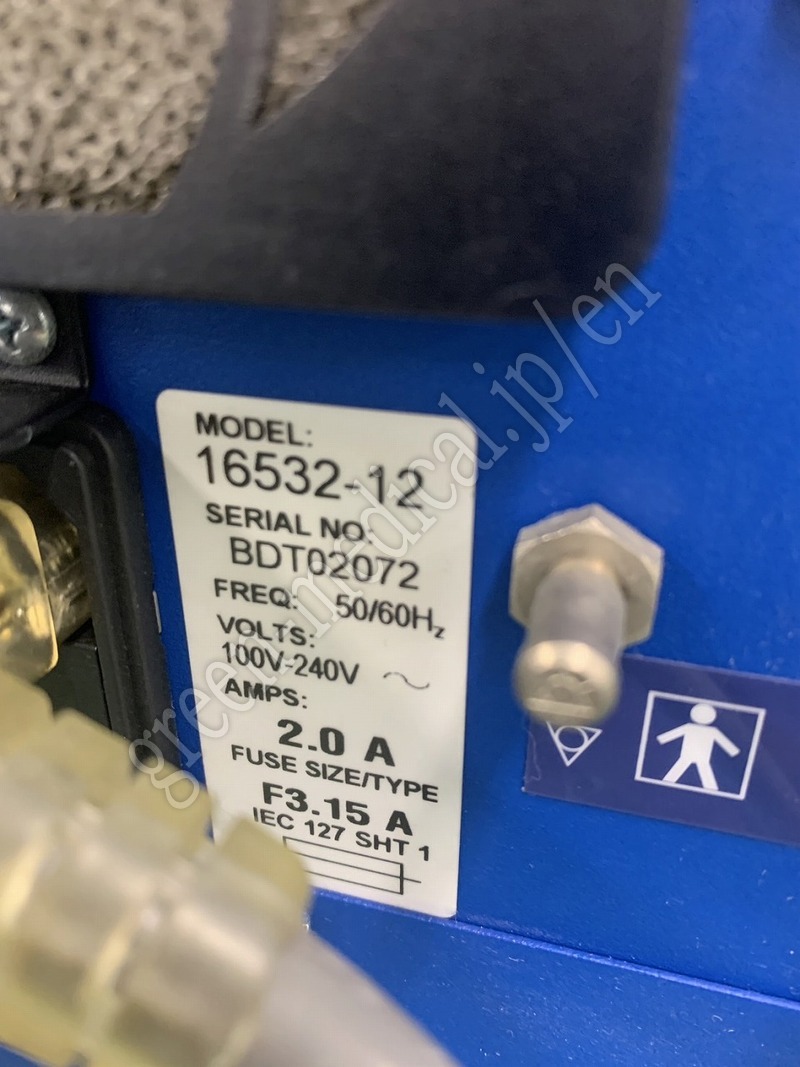 MODEL:
16532-12
SERIAL NO:
BDT02072
FREQ: 50/60Hz
VOLTS:
100V-240V ~
AMPS:
2.0 A
FUSE SIZE/TYPE
F3.15 A
IEC 127 SHT 1
green-medical.jp/en